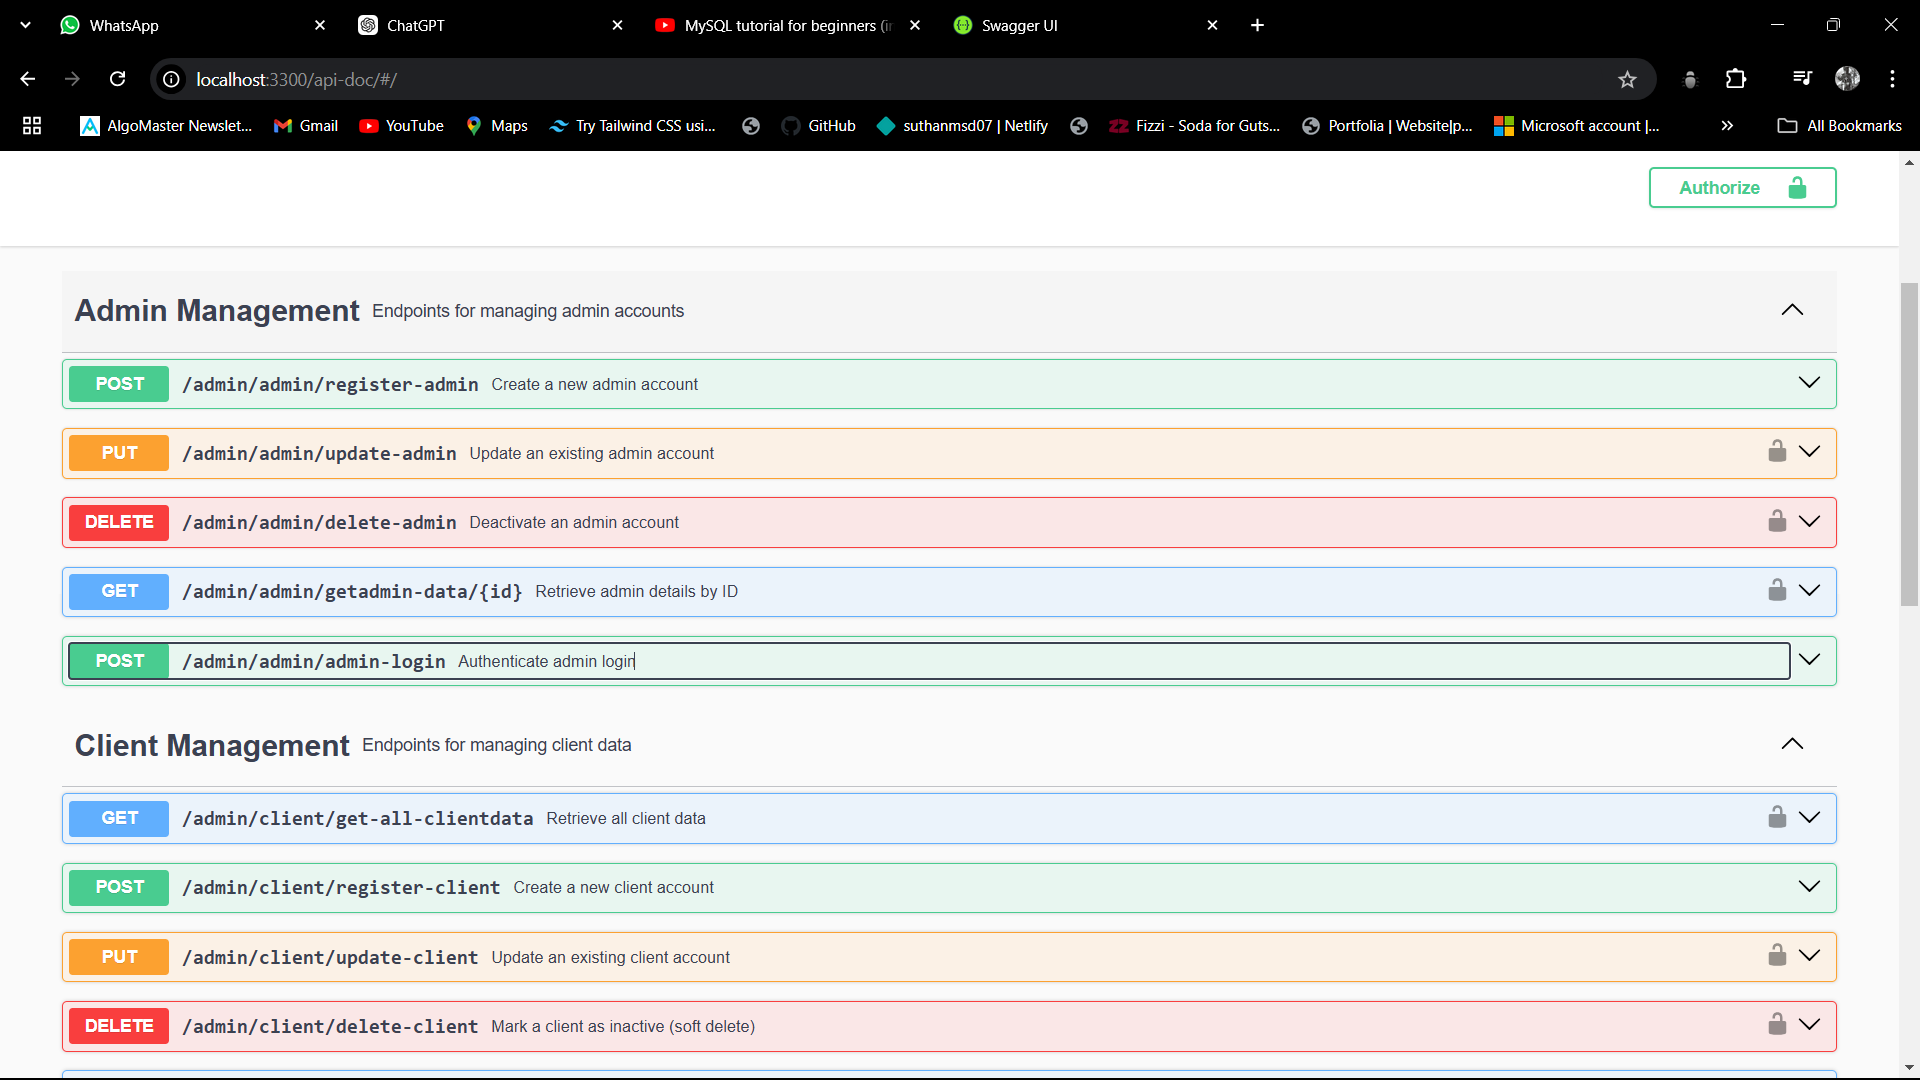 WhatsApp
ChatGPT
MySQL tutorial for beginners (in
Swagger UI
localhost:3300/api-doc/#/
AlgoMaster Newslet...
Gmail
YouTube
Maps
Try Tailwind CSS usi...
GitHub
suthanmsd07 | Netlify
Fizzi - Soda for Guts...
Portfolia | Website|p...
Microsoft account |...
All Bookmarks
Authorize
Admin Management Endpoints for managing admin accounts
POST /admin/admin/register-admin Create a new admin account
PUT /admin/admin/update-admin Update an existing admin account
DELETE /admin/admin/delete-admin Deactivate an admin account
GET /admin/admin/getadmin-data/{id} Retrieve admin details by ID
POST /admin/admin/admin-login Authenticate admin login
Client Management Endpoints for managing client data
GET /admin/client/get-all-clientdata Retrieve all client data
POST /admin/client/register-client Create a new client account
PUT /admin/client/update-client Update an existing client account
DELETE /admin/client/delete-client Mark a client as inactive (soft delete)